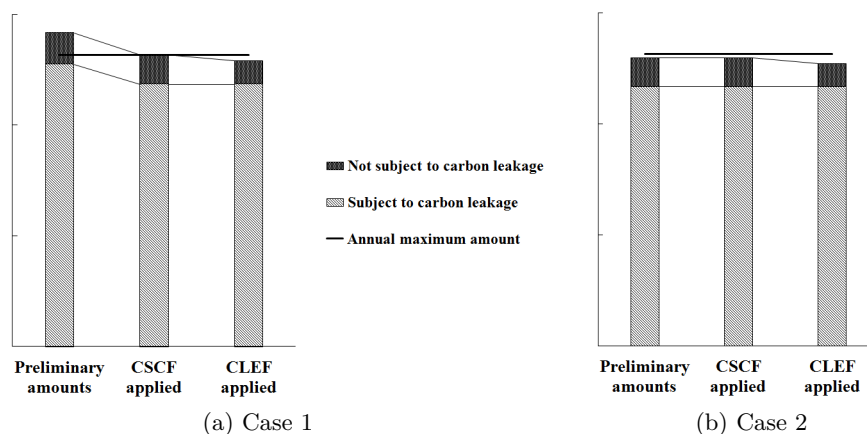 Not subject to carbon leakage
Subject to carbon leakage
Annual maximum amount
Preliminary amounts
CSCF applied
CLEF applied
Preliminary amounts
CSCF applied
CLEF applied
(a) Case 1
(b) Case 2